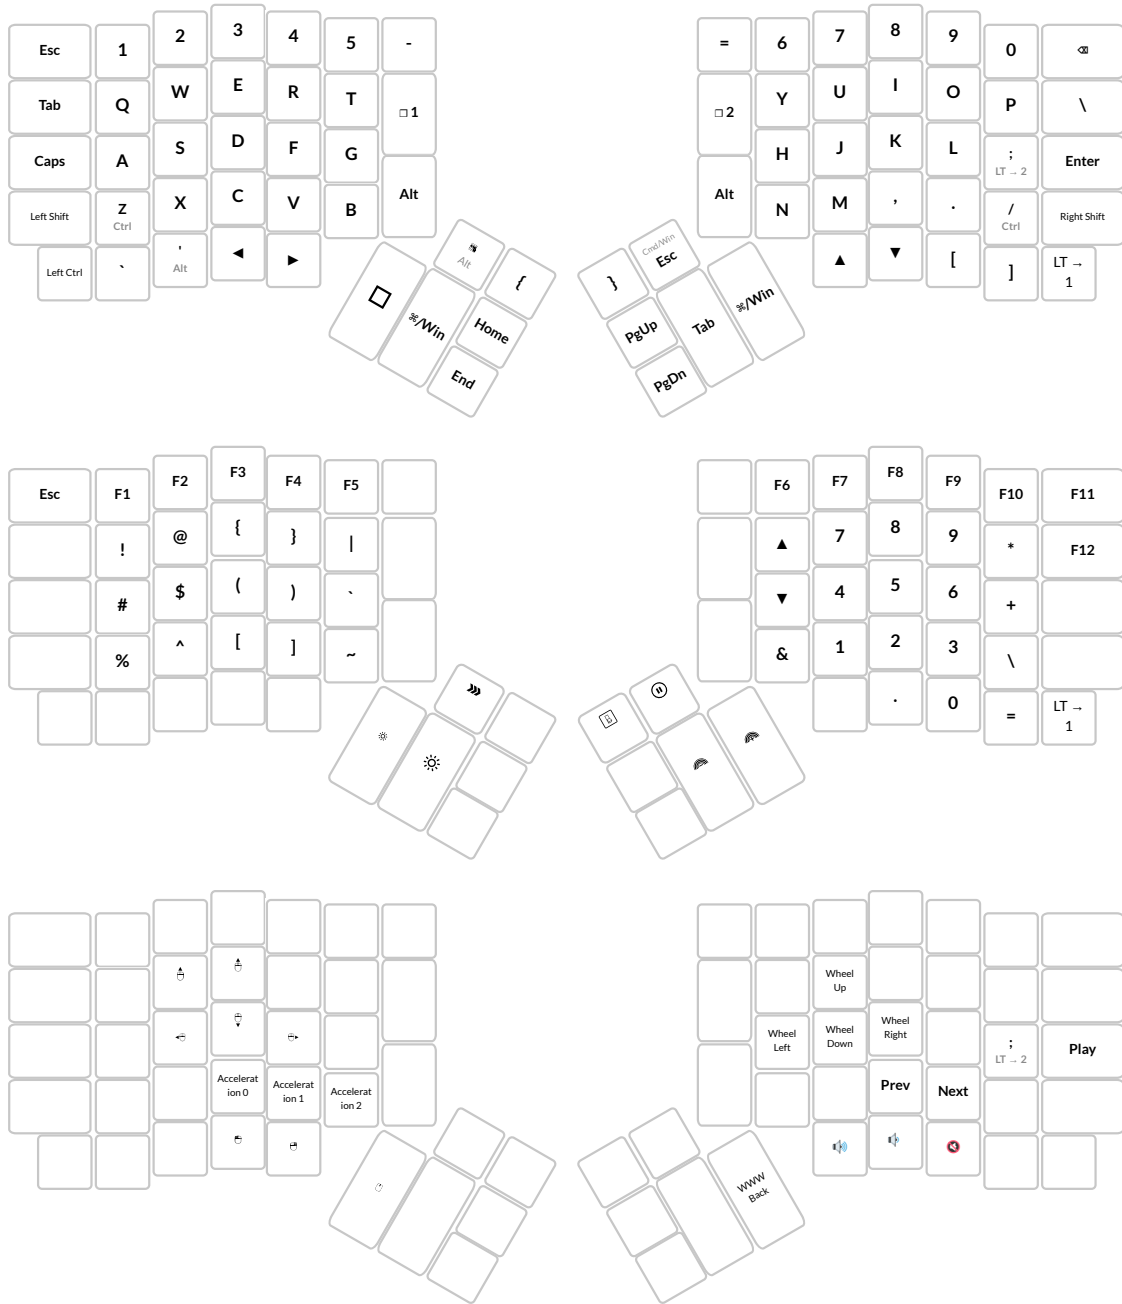 Esc 1 2 3 4 5 -
= 6 7 8 9 0 ⌫
Tab Q W E R T ❐ 1
❐ 2 Y U I O P \
Caps A S D F G
H J K L ; Enter
LT → 2
Left Shift Z X C V B Alt
Ctrl
Alt N M , . / Right Shift
Ctrl
Left Ctrl ` ' ◄ ►
Alt
▲ ▼ [ ] LT →
1
Alt {
⌘/Win Home
End
} Cmd/Win
Esc
PgUp Tab ⌘/Win
PgDn
Esc F1 F2 F3 F4 F5
F6 F7 F8 F9 F10 F11
! @ { } |
▲ 7 8 9 * F12
# $ ( ) `
▼ 4 5 6 +
% ^ [ ] ~
& 1 2 3 \
. 0 = LT →
1
Wheel
Up
Wheel
Left
Wheel
Down
Wheel
Right
; Play
LT → 2
Accelerat
ion 0
Accelerat
ion 1
Accelerat
ion 2
Prev Next
WWW
Back